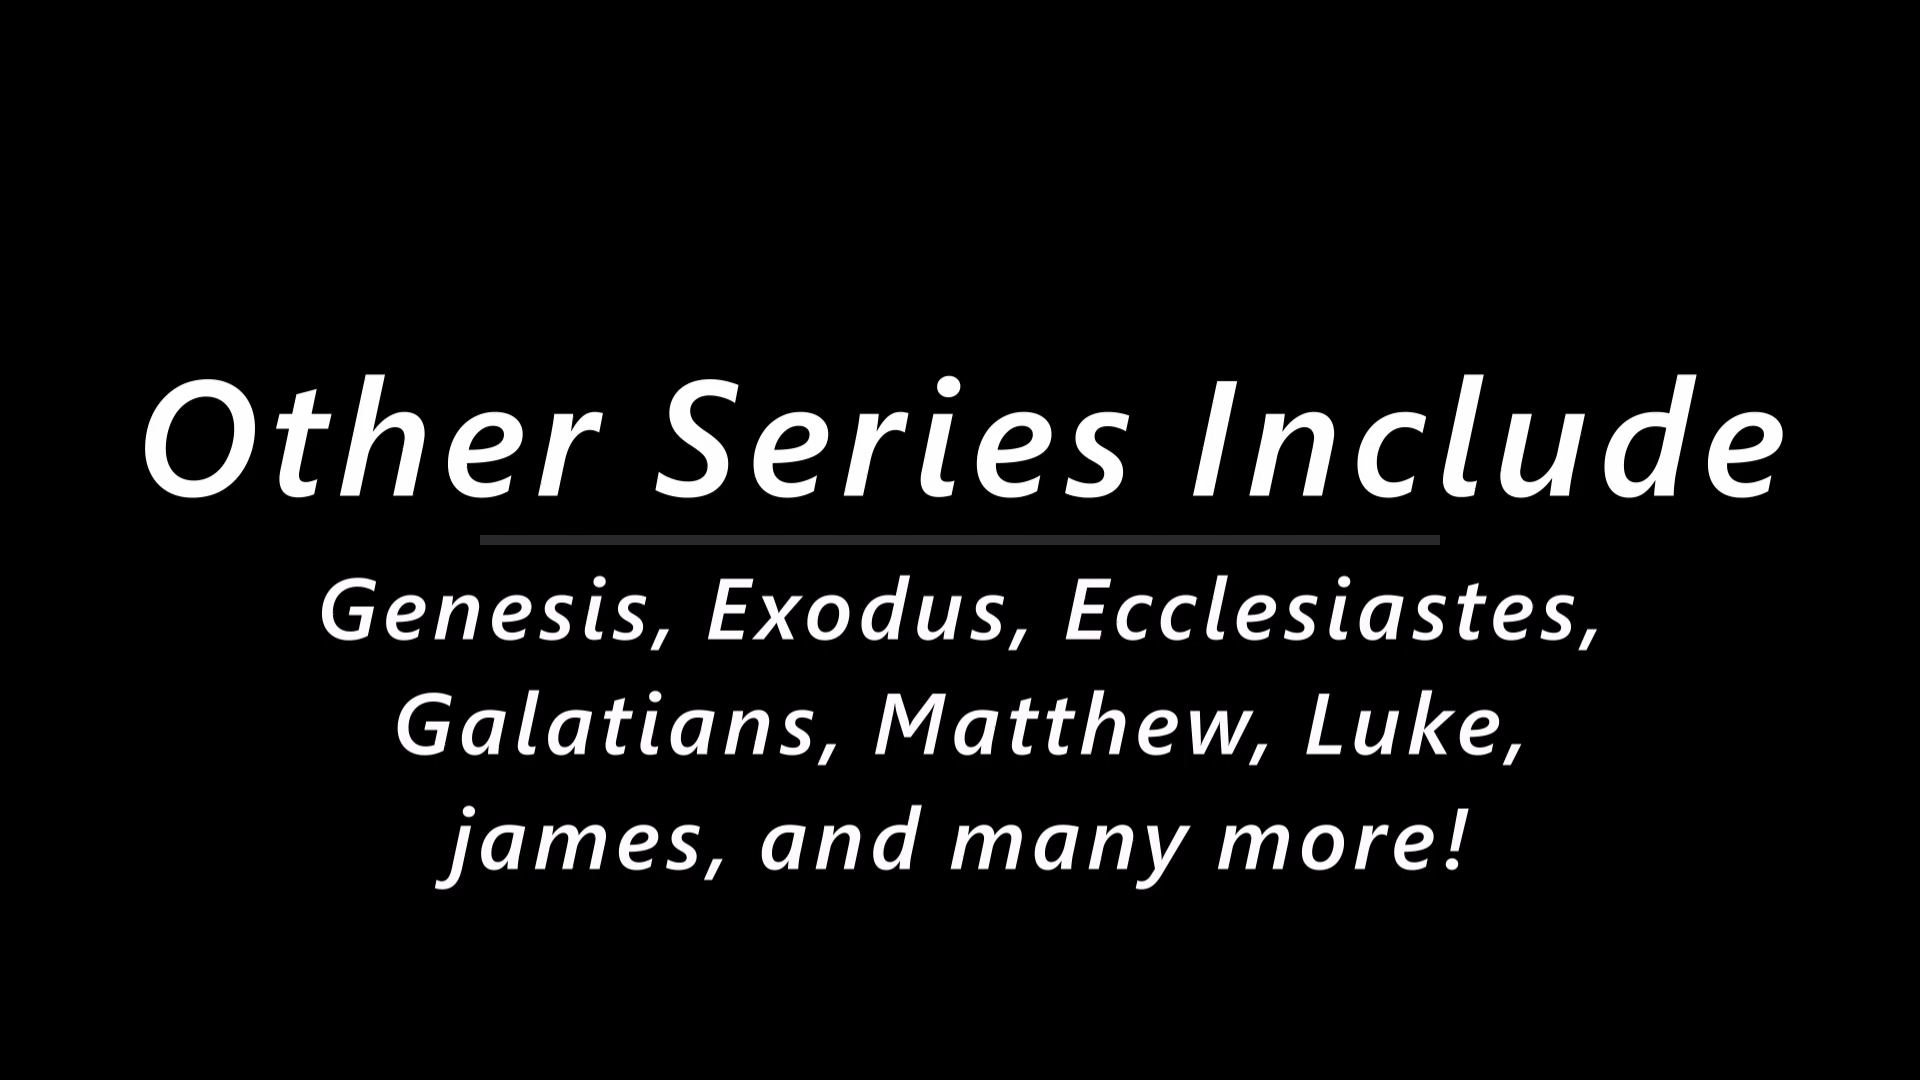 Other Series Include
Genesis, Exodus, Ecclesiastes,
Galatians, Matthew, Luke,
james, and many more!